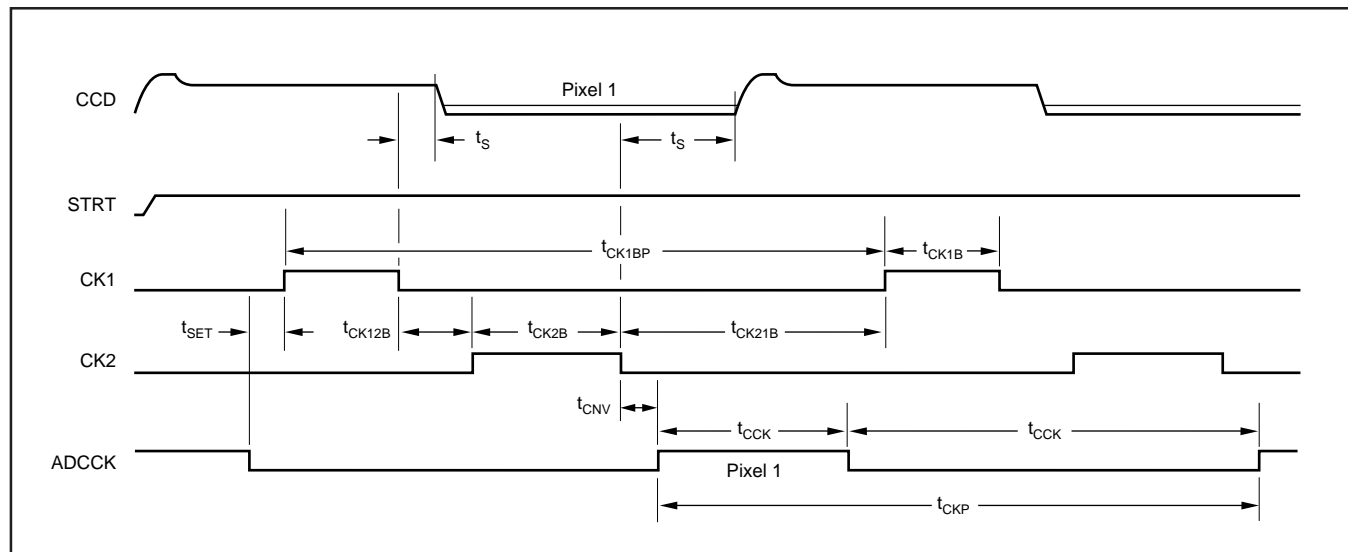 CCD
Pixel 1
tS
tS
STRT
tCK1BP
tCK1B
CK1
tSET
tCK12B
tCK2B
tCK21B
CK2
tCNV
tCCK
tCCK
ADCCK
Pixel 1
tCKP